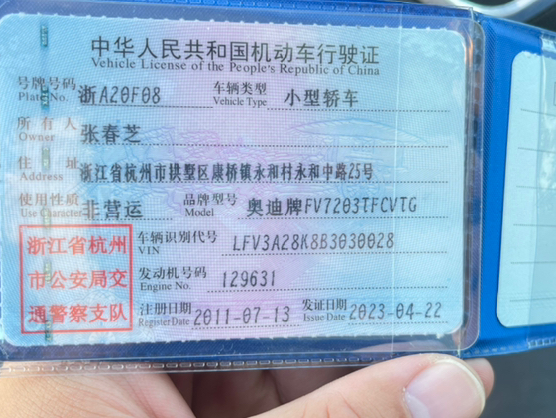 中华人民共和国机动车行驶证
Vehicle License of the People's Republic of China
号牌号码 浙A20F08 车辆类型 小型轿车
Plate No. Vehicle Type
所有人 张春芝
Owner
住址 浙江省杭州市拱墅区康桥镇永和村永和中路25号
Address
使用性质 非营运 品牌型号 奥迪牌FV7203TFCVTG
Use Character Model
浙江省杭州
市公安局交
通警察支队
车辆识别代号 LFV3A28K8B3030028
VIN
发动机号码 129631
Engine No.
注册日期 2011-07-13 发证日期 2023-04-22
Register Date Issue Date